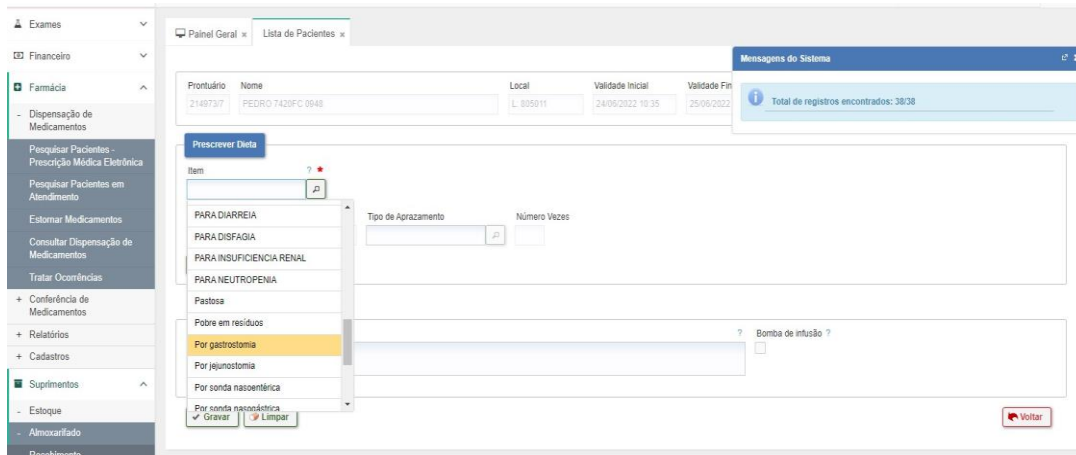 Exames
Financeiro
Farmácia
- Dispensação de
Medicamentos
Pesquisar Pacientes -
Prescrição Médica Eletrônica
Pesquisar Pacientes em
Atendimento
Estornar Medicamentos
Consultar Dispensação de
Medicamentos
Tratar Ocorrências
+ Conferência de
Medicamentos
+ Relatórios
+ Cadastros
Suprimentos
- Estoque
- Almoxarifado
Recebimento
Painel Geral x
Lista de Pacientes x
Mensagens do Sistema
Total de registros encontrados: 38/38
Prontuário Nome Local Validade Inicial Validade Fin
214973/7 PEDRO 7420FC 0948 L: 805011 24/06/2022 10:35 25/06/2022
Prescrever Dieta
Item ? *
Tipo de Aprazamento Número Vezes
PARA DIARREIA
PARA DISFAGIA
PARA INSUFICIENCIA RENAL
PARA NEUTROPENIA
Pastosa
Pobre em resíduos
Por gastrostomia
Por jejunostomia
Por sonda nasoentérica
Por sonda nasogástrica
? Bomba de infusão ?
Gravar Limpar Voltar